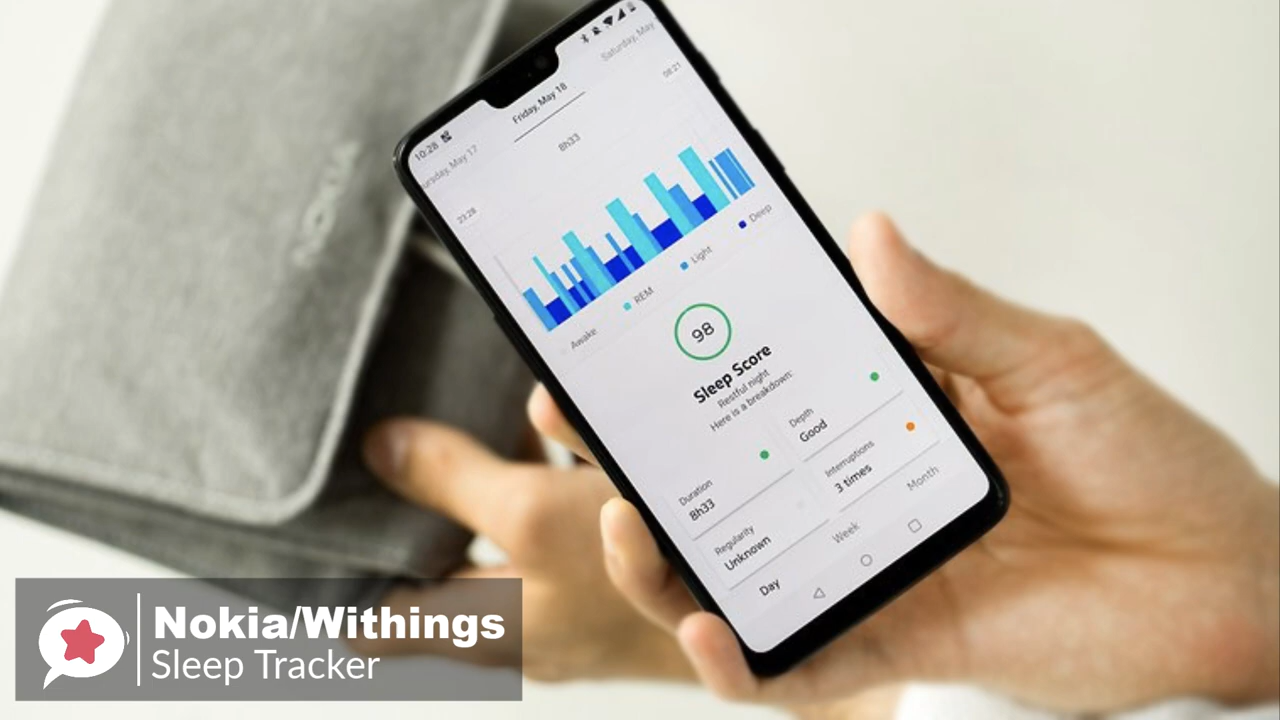 10:28
Thursday, May 17
Friday, May 18
Saturday, May
23:28
8h33
08:21
Awake
REM
Light
Deep
98
Sleep Score
Restful night
Here is a breakdown:
Duration
8h33
Depth
Good
Regularity
Unknown
Interruptions
3 times
Day
Week
Month
NOKIA
Nokia/Withings
Sleep Tracker